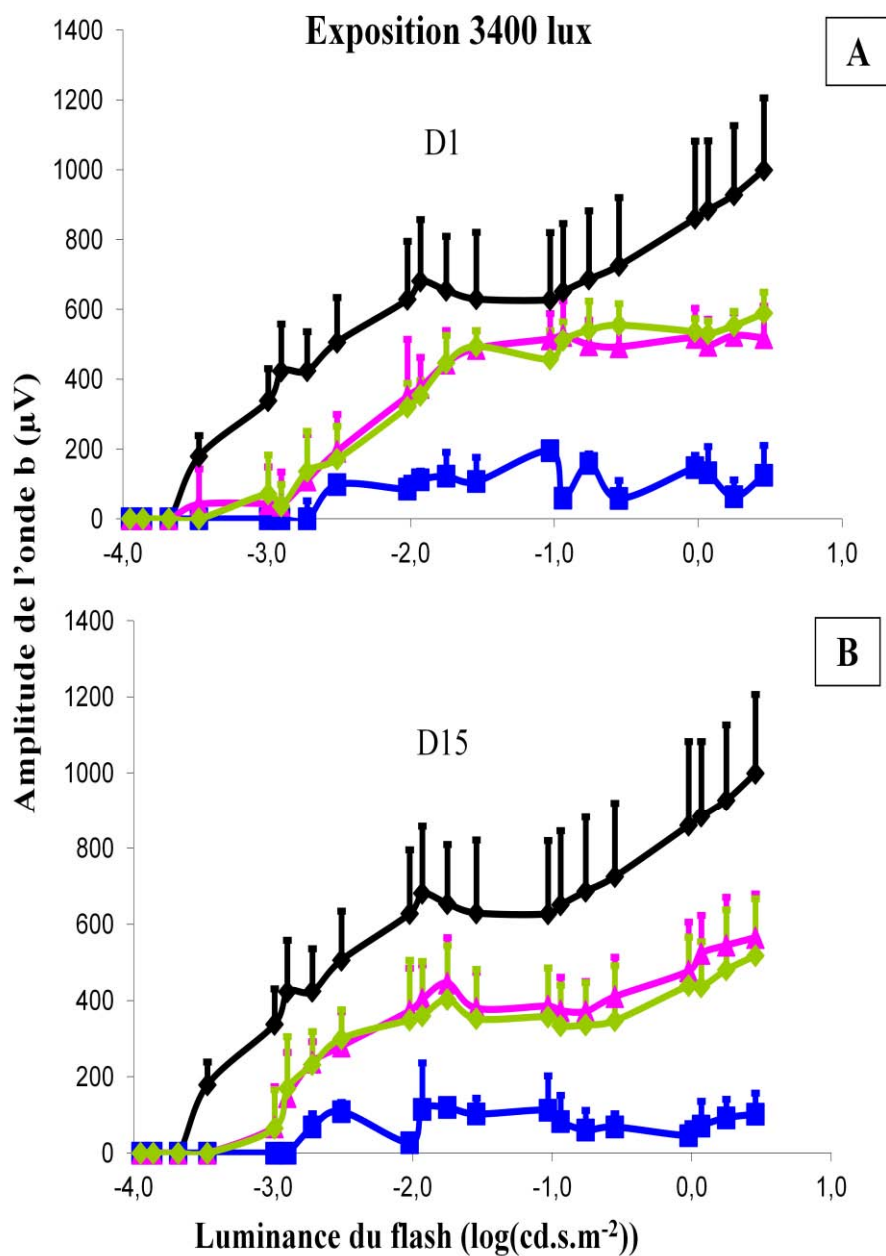 Exposition 3400 lux
A
D1
Amplitude de l'onde b (µV)
1400
1200
1000
800
600
400
200
0
-4,0 -3,0 -2,0 -1,0 0,0 1,0
B
D15
1400
1200
1000
800
600
400
200
0
-4,0 -3,0 -2,0 -1,0 0,0 1,0
Luminance du flash (log(cd.s.m-2))